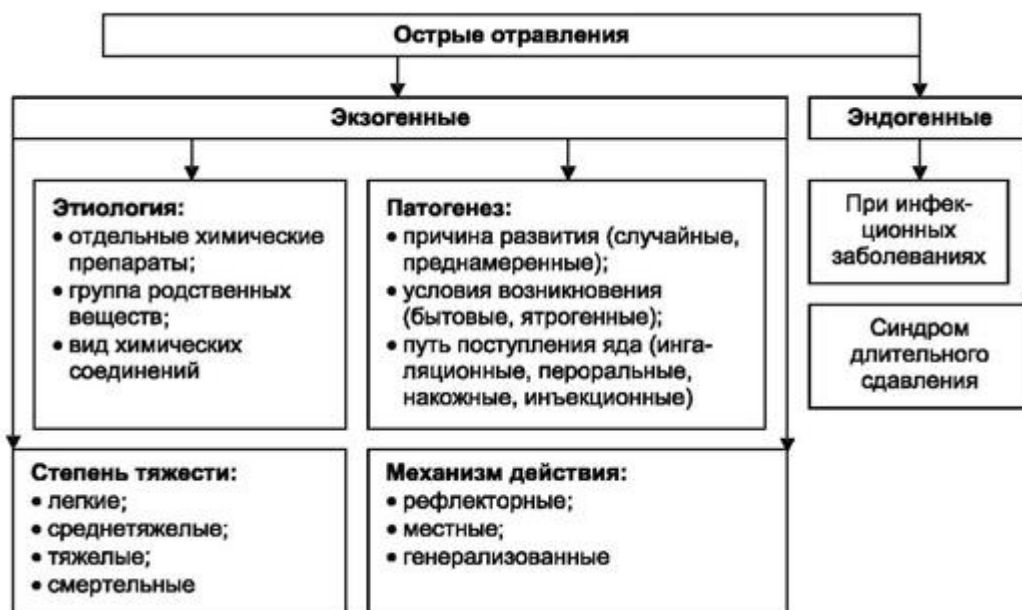 Острые отравления
Экзогенные
Эндогенные
Этиология:
• отдельные химические
препараты;
• группа родственных
веществ;
• вид химических
соединений
Патогенез:
• причина развития (случайные,
преднамеренные);
• условия возникновения
(бытовые, ятрогенные);
• путь поступления яда (инга-
ляционные, пероральные,
накожные, инъекционные)
При инфек-
ционных
заболеваниях
Синдром
длительного
сдавления
Степень тяжести:
• легкие;
• среднетяжелые;
• тяжелые;
• смертельные
Механизм действия:
• рефлекторные;
• местные;
• генерализованные